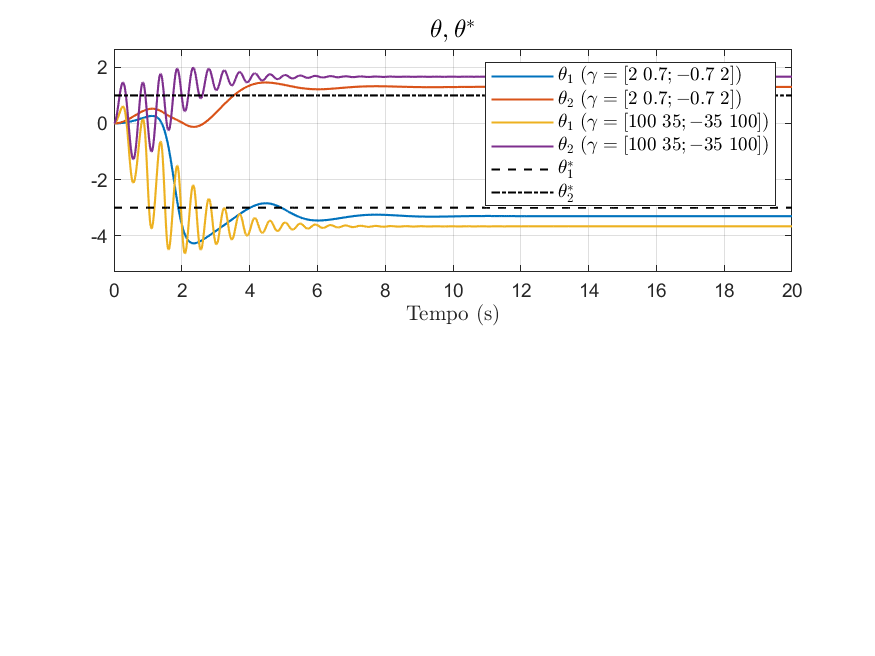 θ, θ*
2
0
-2
-4
θ₁ (γ = [2 0.7; −0.7 2])
θ₂ (γ = [2 0.7; −0.7 2])
θ₁ (γ = [100 35; −35 100])
θ₂ (γ = [100 35; −35 100])
θ₁*
θ₂*
0 2 4 6 8 10 12 14 16 18 20
Tempo (s)